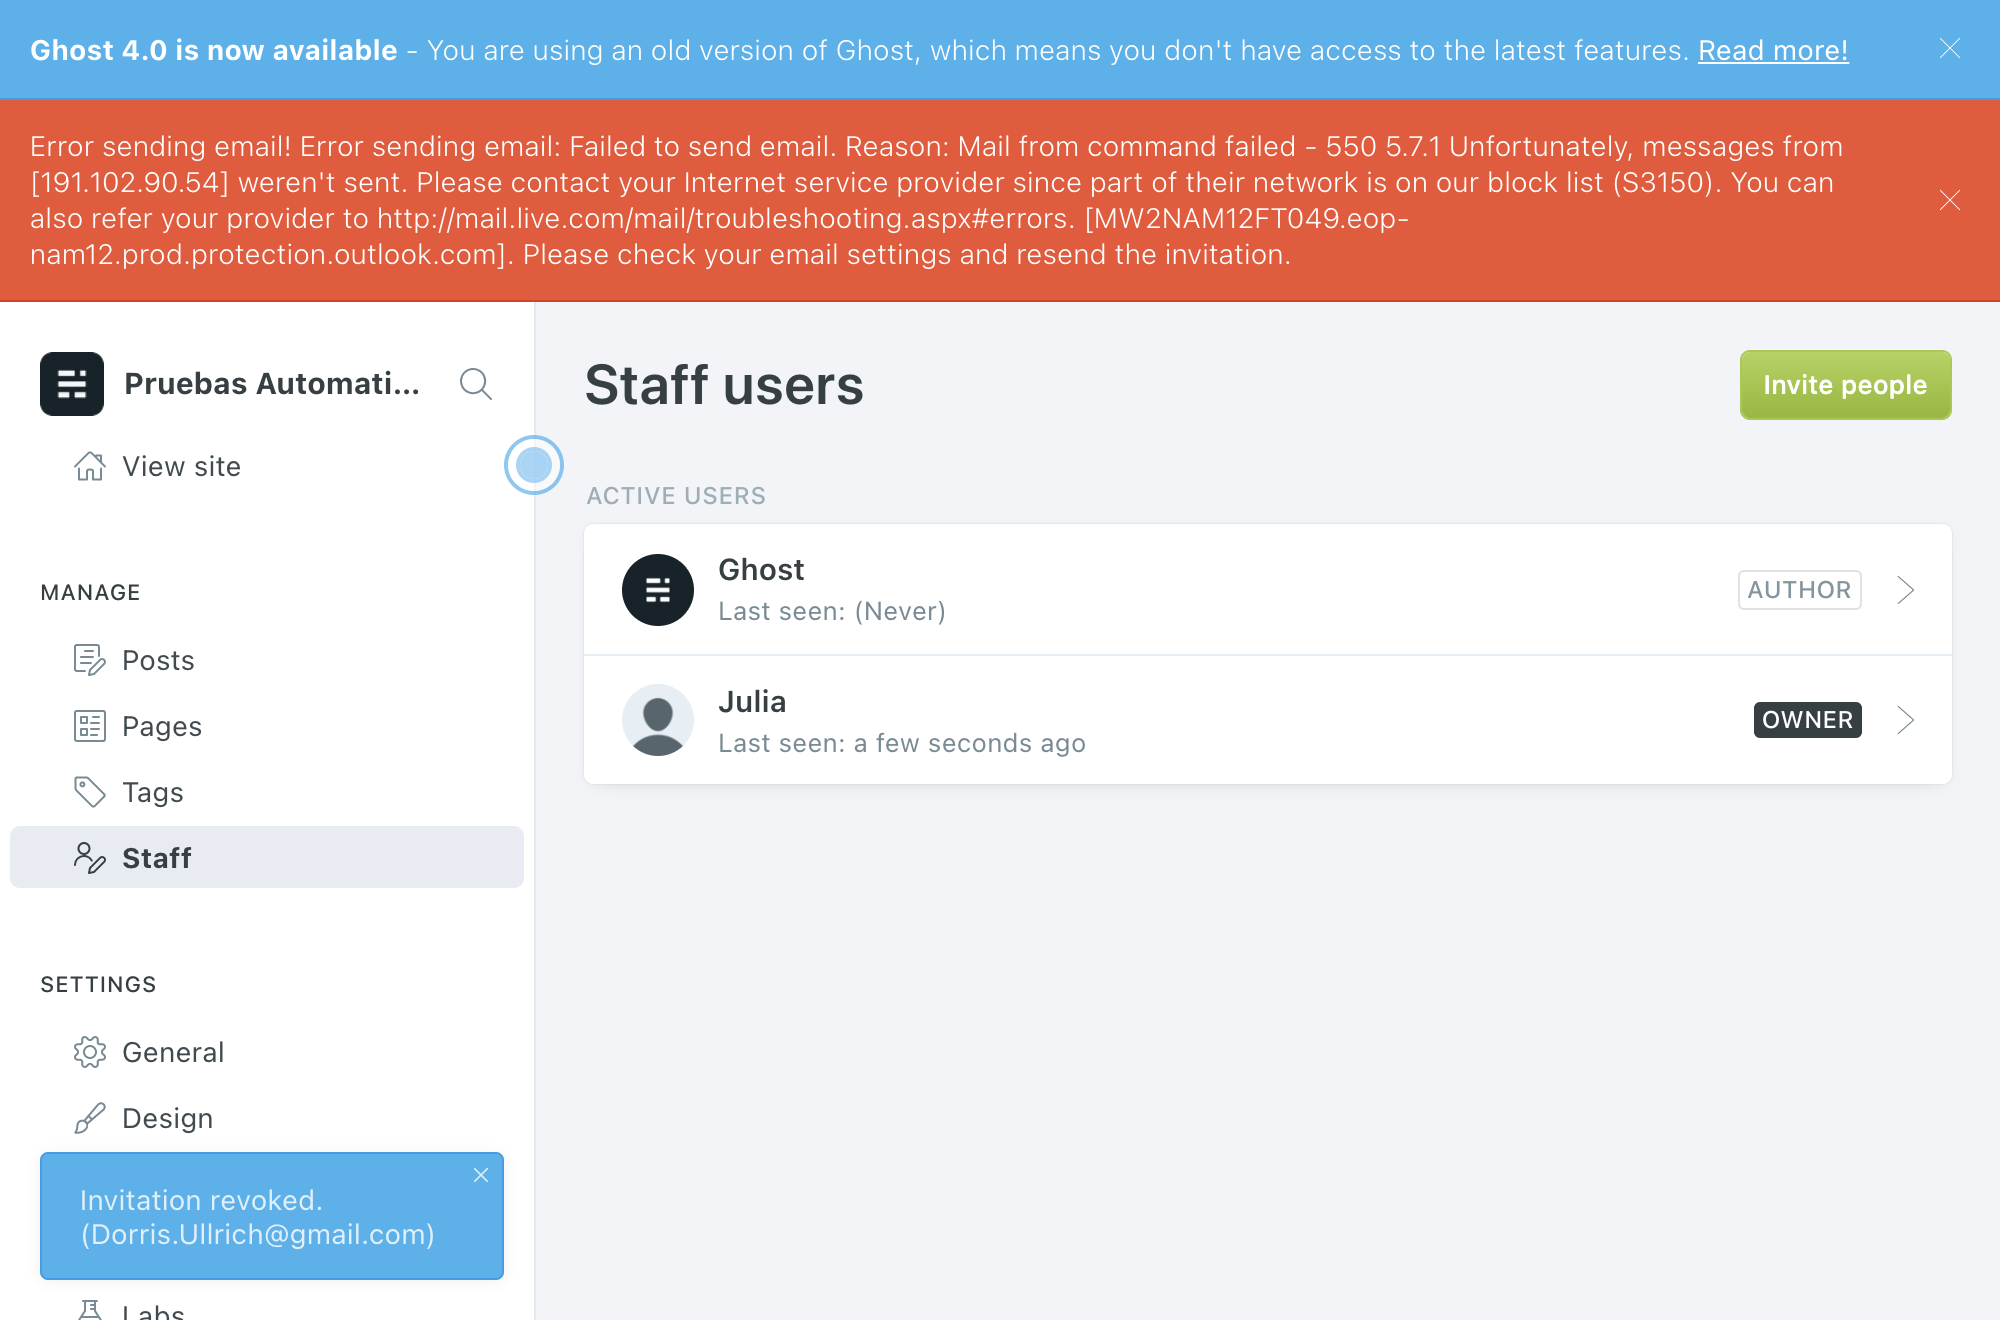 Ghost 4.0 is now available - You are using an old version of Ghost, which means you don't have access to the latest features. Read more!
Error sending email! Error sending email: Failed to send email. Reason: Mail from command failed - 550 5.7.1 Unfortunately, messages from
[191.102.90.54] weren't sent. Please contact your Internet service provider since part of their network is on our block list (S3150). You can
also refer your provider to http://mail.live.com/mail/troubleshooting.aspx#errors. [MW2NAM12FT049.eop-
nam12.prod.protection.outlook.com]. Please check your email settings and resend the invitation.
Pruebas Automati...
View site
MANAGE
Posts
Pages
Tags
Staff
SETTINGS
General
Design
Invitation revoked.
(Dorris.Ullrich@gmail.com)
Labs
Staff users
Invite people
ACTIVE USERS
Ghost
Last seen: (Never)
AUTHOR
Julia
Last seen: a few seconds ago
OWNER